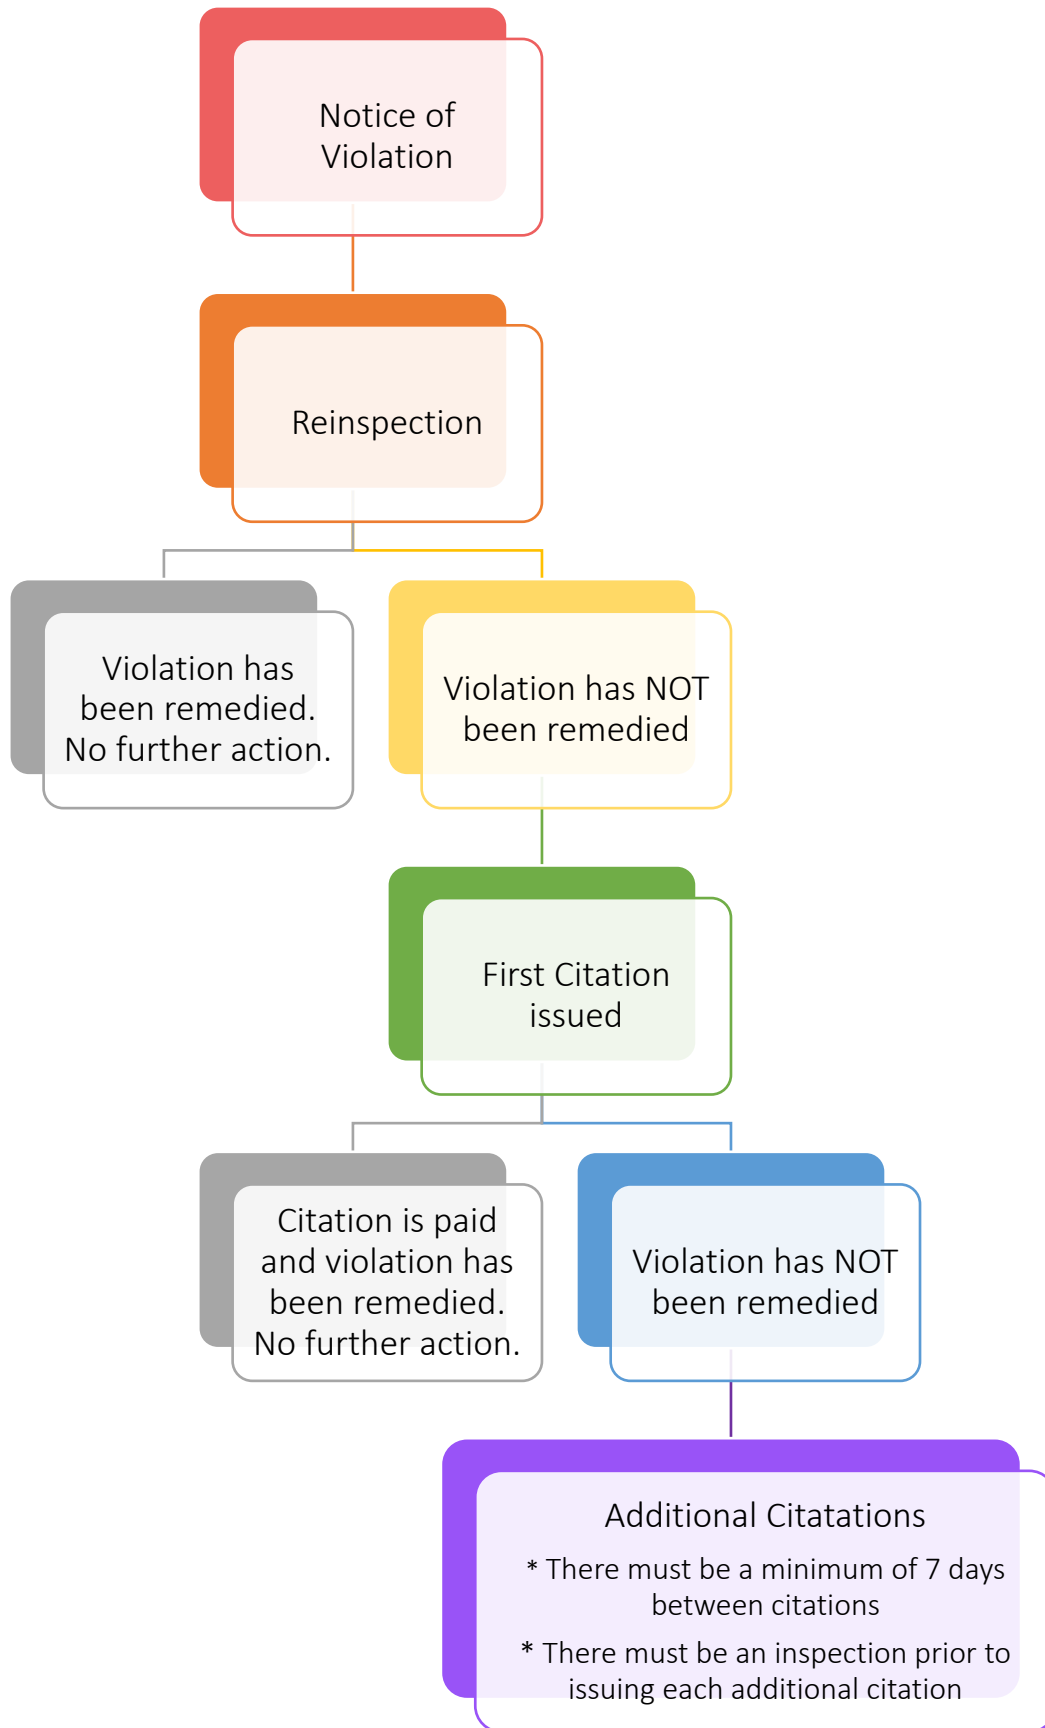 Notice of
Violation
Reinspection
Violation has
been remedied.
No further action.
Violation has NOT
been remedied
First Citation
issued
Citation is paid
and violation has
been remedied.
No further action.
Violation has NOT
been remedied
Additional Citatations
* There must be a minimum of 7 days
between citations
* There must be an inspection prior to
issuing each additional citation